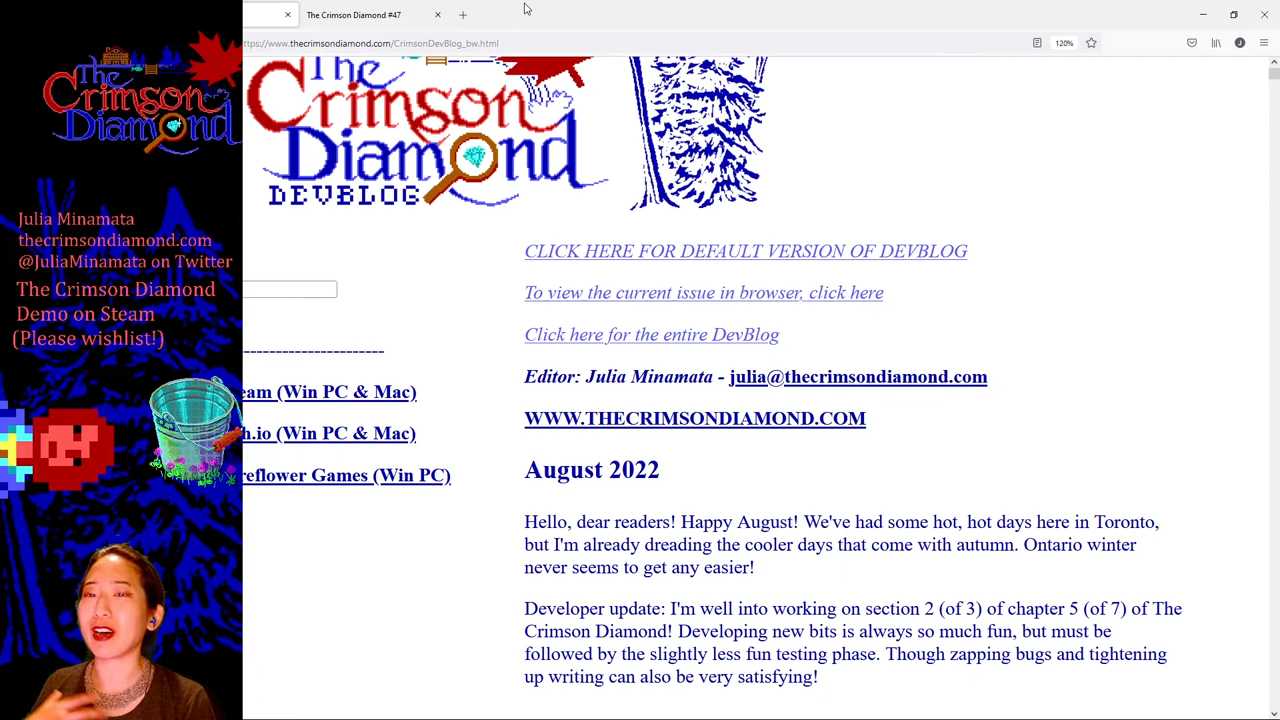 The Crimson Diamond #47
https://www.thecrimsondiamond.com/CrimsonDevBlog_bw.html
120%
The
Crimson
Diamond
Julia Minamata
thecrimsondiamond.com
@JuliaMinamata on Twitter
The Crimson Diamond
Demo on Steam
(Please wishlist!)
The
Crimson
Diamond
DEVBLOG
-----------------------
eam (Win PC & Mac)
h.io (Win PC & Mac)
reflower Games (Win PC)
CLICK HERE FOR DEFAULT VERSION OF DEVBLOG
To view the current issue in browser, click here
Click here for the entire DevBlog
Editor: Julia Minamata - julia@thecrimsondiamond.com
WWW.THECRIMSONDIAMOND.COM
August 2022
Hello, dear readers! Happy August! We've had some hot, hot days here in Toronto,
but I'm already dreading the cooler days that come with autumn. Ontario winter
never seems to get any easier!
Developer update: I'm well into working on section 2 (of 3) of chapter 5 (of 7) of The
Crimson Diamond! Developing new bits is always so much fun, but must be
followed by the slightly less fun testing phase. Though zapping bugs and tightening
up writing can also be very satisfying!